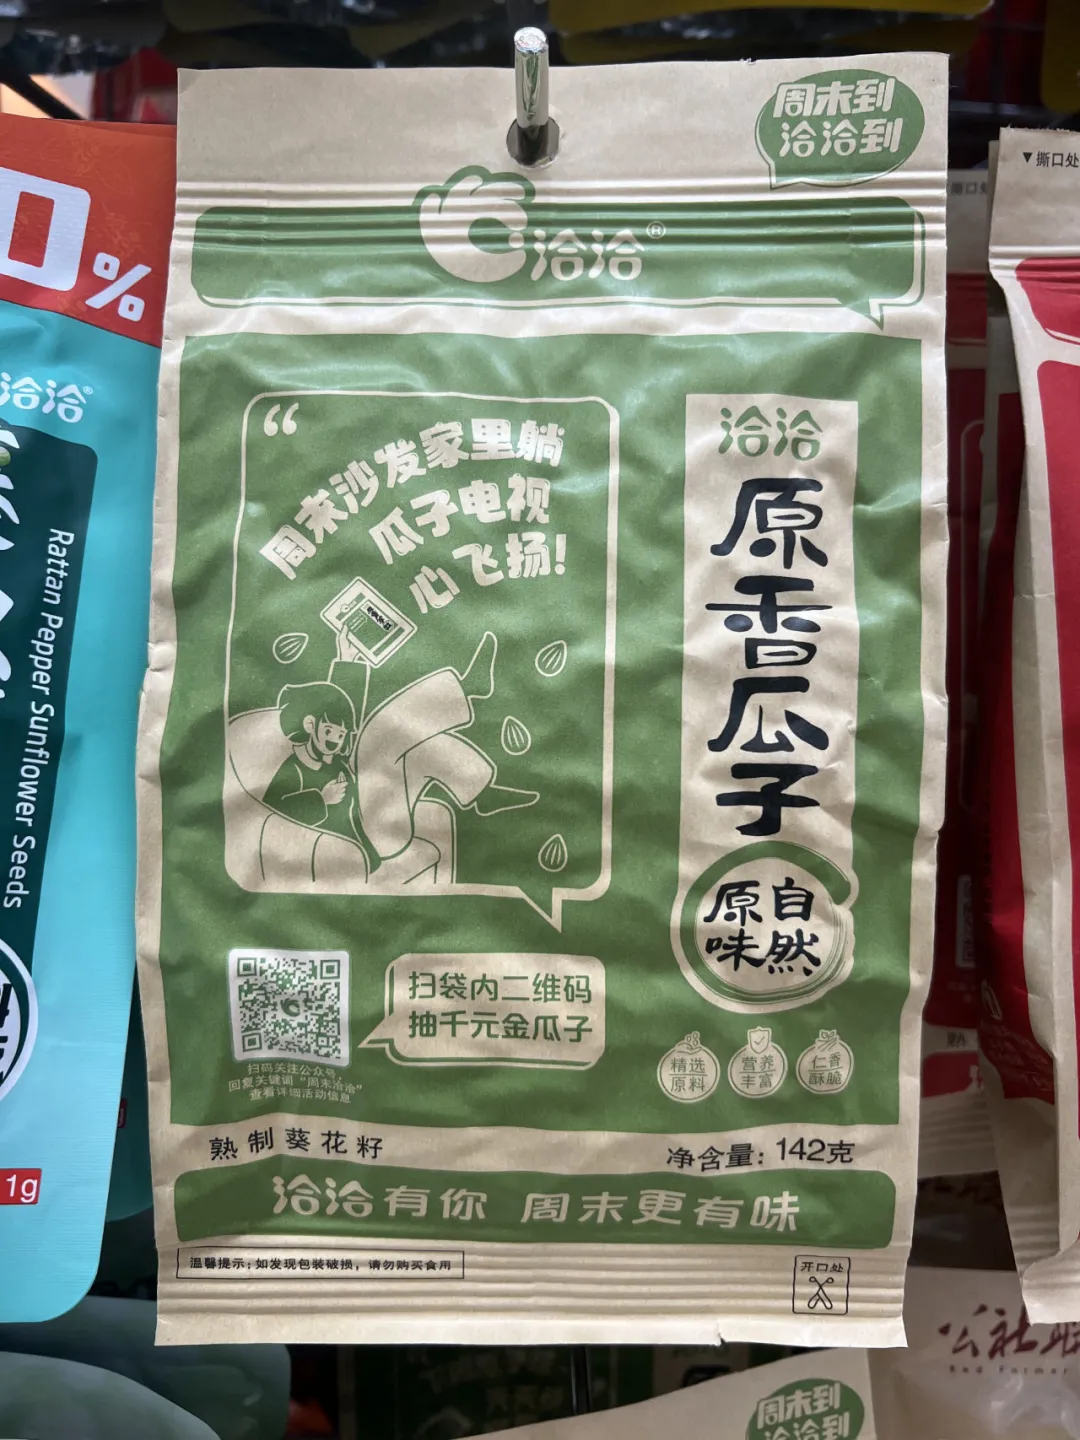 周末到
洽洽到
洽洽®
“
周末沙发家里躺
瓜子电视
心飞扬!
洽洽
原香瓜子
自然
原味
扫袋内二维码
抽千元金瓜子
扫码关注公众号,
回复关键词“周末洽洽”
查看详细活动信息
精选
原料
营养
丰富
仁香
酥脆
熟制葵花籽
净含量: 142克
洽洽有你 周末更有味
温馨提示:如发现包装破损,请勿购买食用
开口处
0%
洽洽®
Rattan Pepper Sunflower Seeds
1g
▼撕口处
公社
Red Farmer
周末到
洽洽到